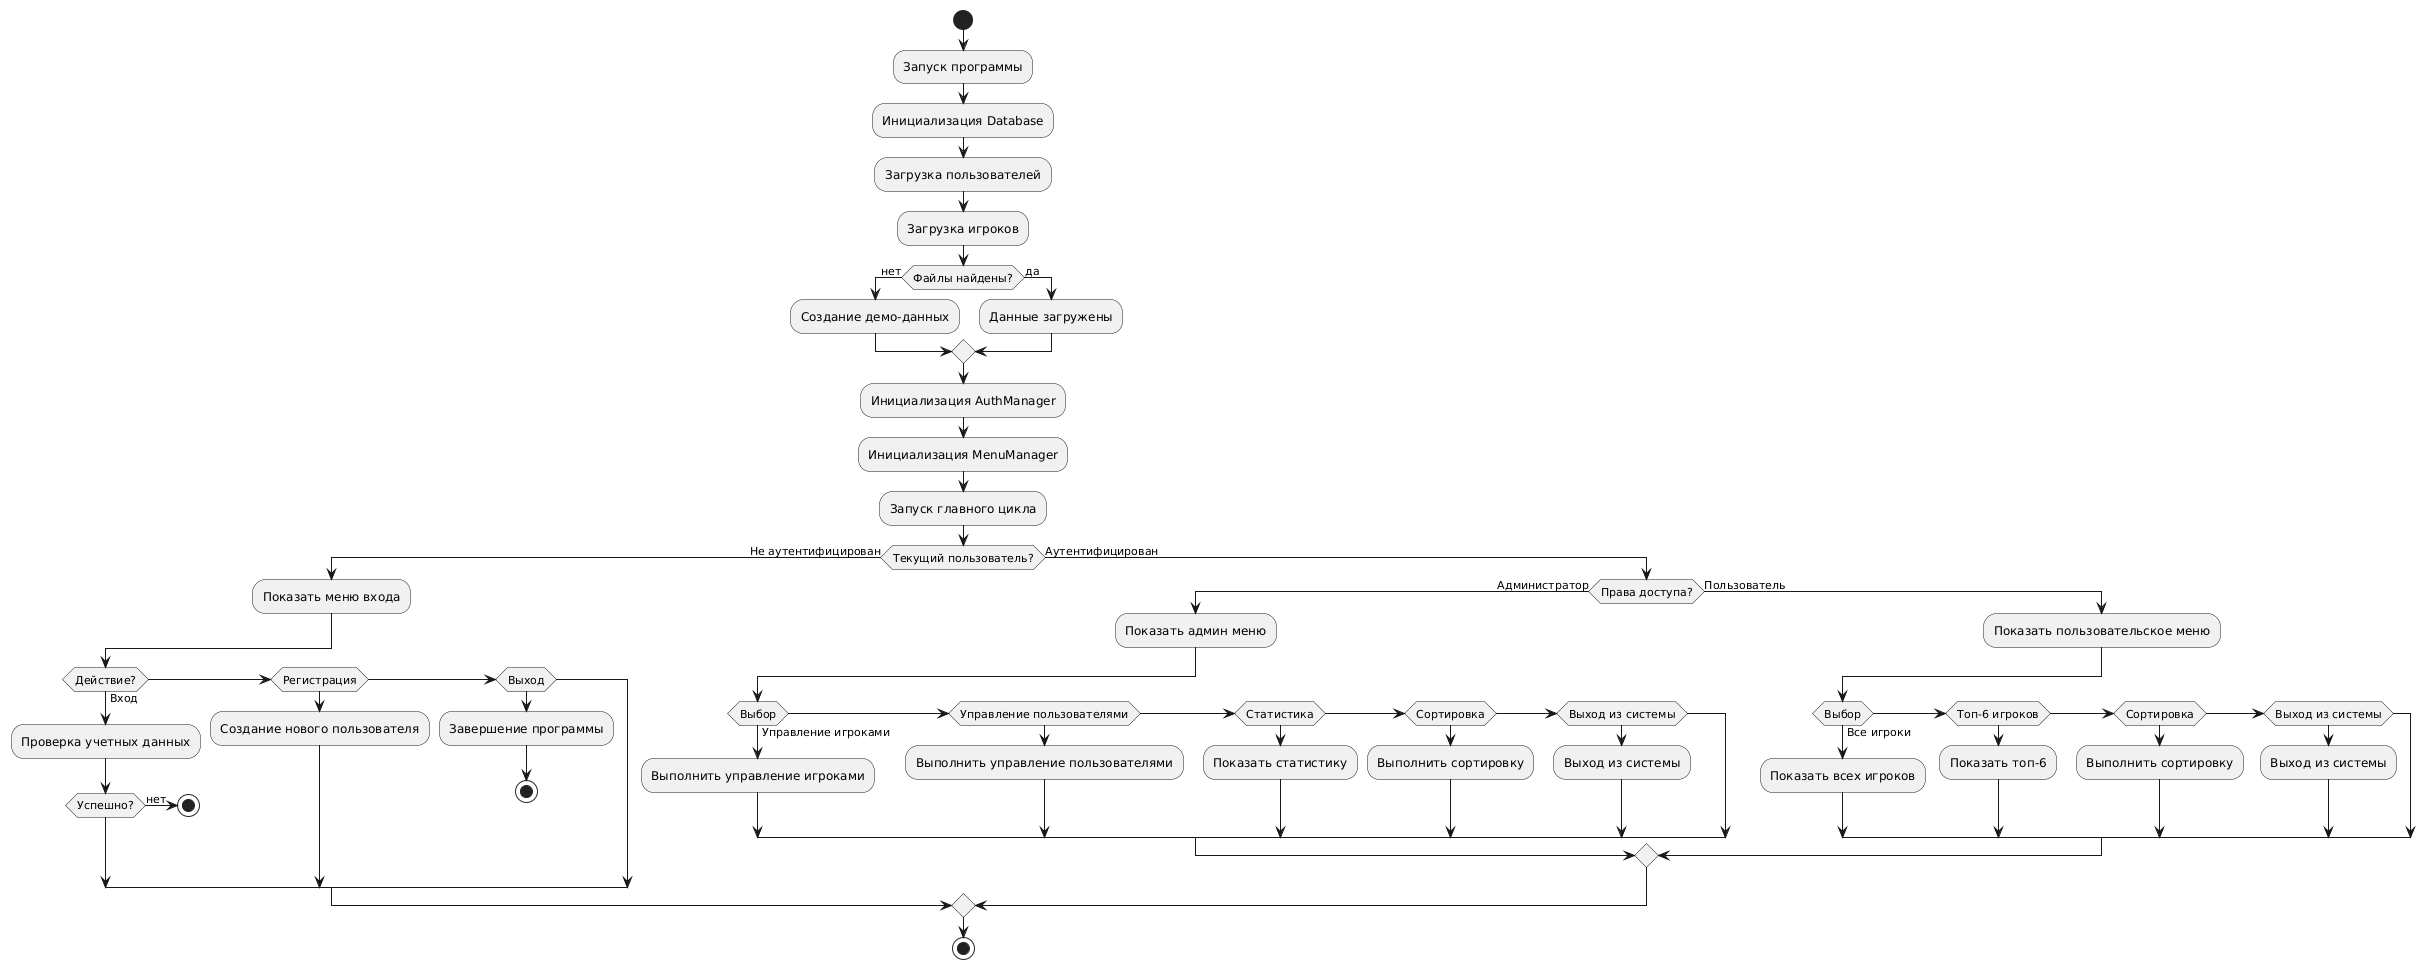 Запуск программы
Инициализация Database
Загрузка пользователей
Загрузка игроков
нет
Файлы найдены?
да
Создание демо-данных
Данные загружены
Инициализация AuthManager
Инициализация MenuManager
Запуск главного цикла
Не аутентифицирован
Текущий пользователь?
Аутентифицирован
Показать меню входа
Действие?
Вход
Регистрация
Выход
Проверка учетных данных
Создание нового пользователя
Завершение программы
Успешно?
нет
Администратор
Права доступа?
Пользователь
Показать админ меню
Выбор
Управление игроками
Управление пользователями
Статистика
Сортировка
Выход из системы
Выполнить управление игроками
Выполнить управление пользователями
Показать статистику
Выполнить сортировку
Выход из системы
Показать пользовательское меню
Выбор
Все игроки
Топ-6 игроков
Сортировка
Выход из системы
Показать всех игроков
Показать топ-6
Выполнить сортировку
Выход из системы